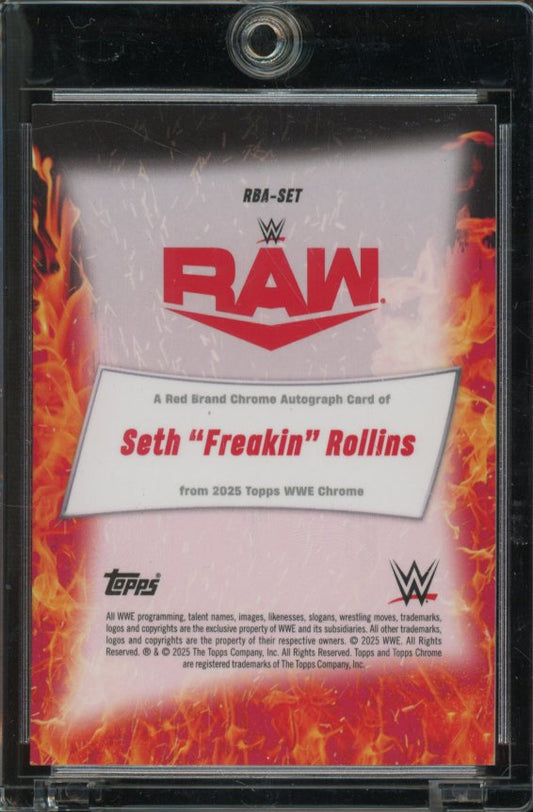 RBA-SET
W
RAW
A Red Brand Chrome Autograph Card of
Seth "Freakin" Rollins
from 2025 Topps WWE Chrome
Topps
W
All WWE programming, talent names, images, likenesses, slogans, wrestling moves, trademarks,
logos and copyrights are the exclusive property of WWE and its subsidiaries. All other trademarks,
logos and copyrights are the property of their respective owners. © 2025 WWE. All Rights
Reserved. ® & © 2025 The Topps Company, Inc. All Rights Reserved. Topps and Topps Chrome
are registered trademarks of The Topps Company, Inc.